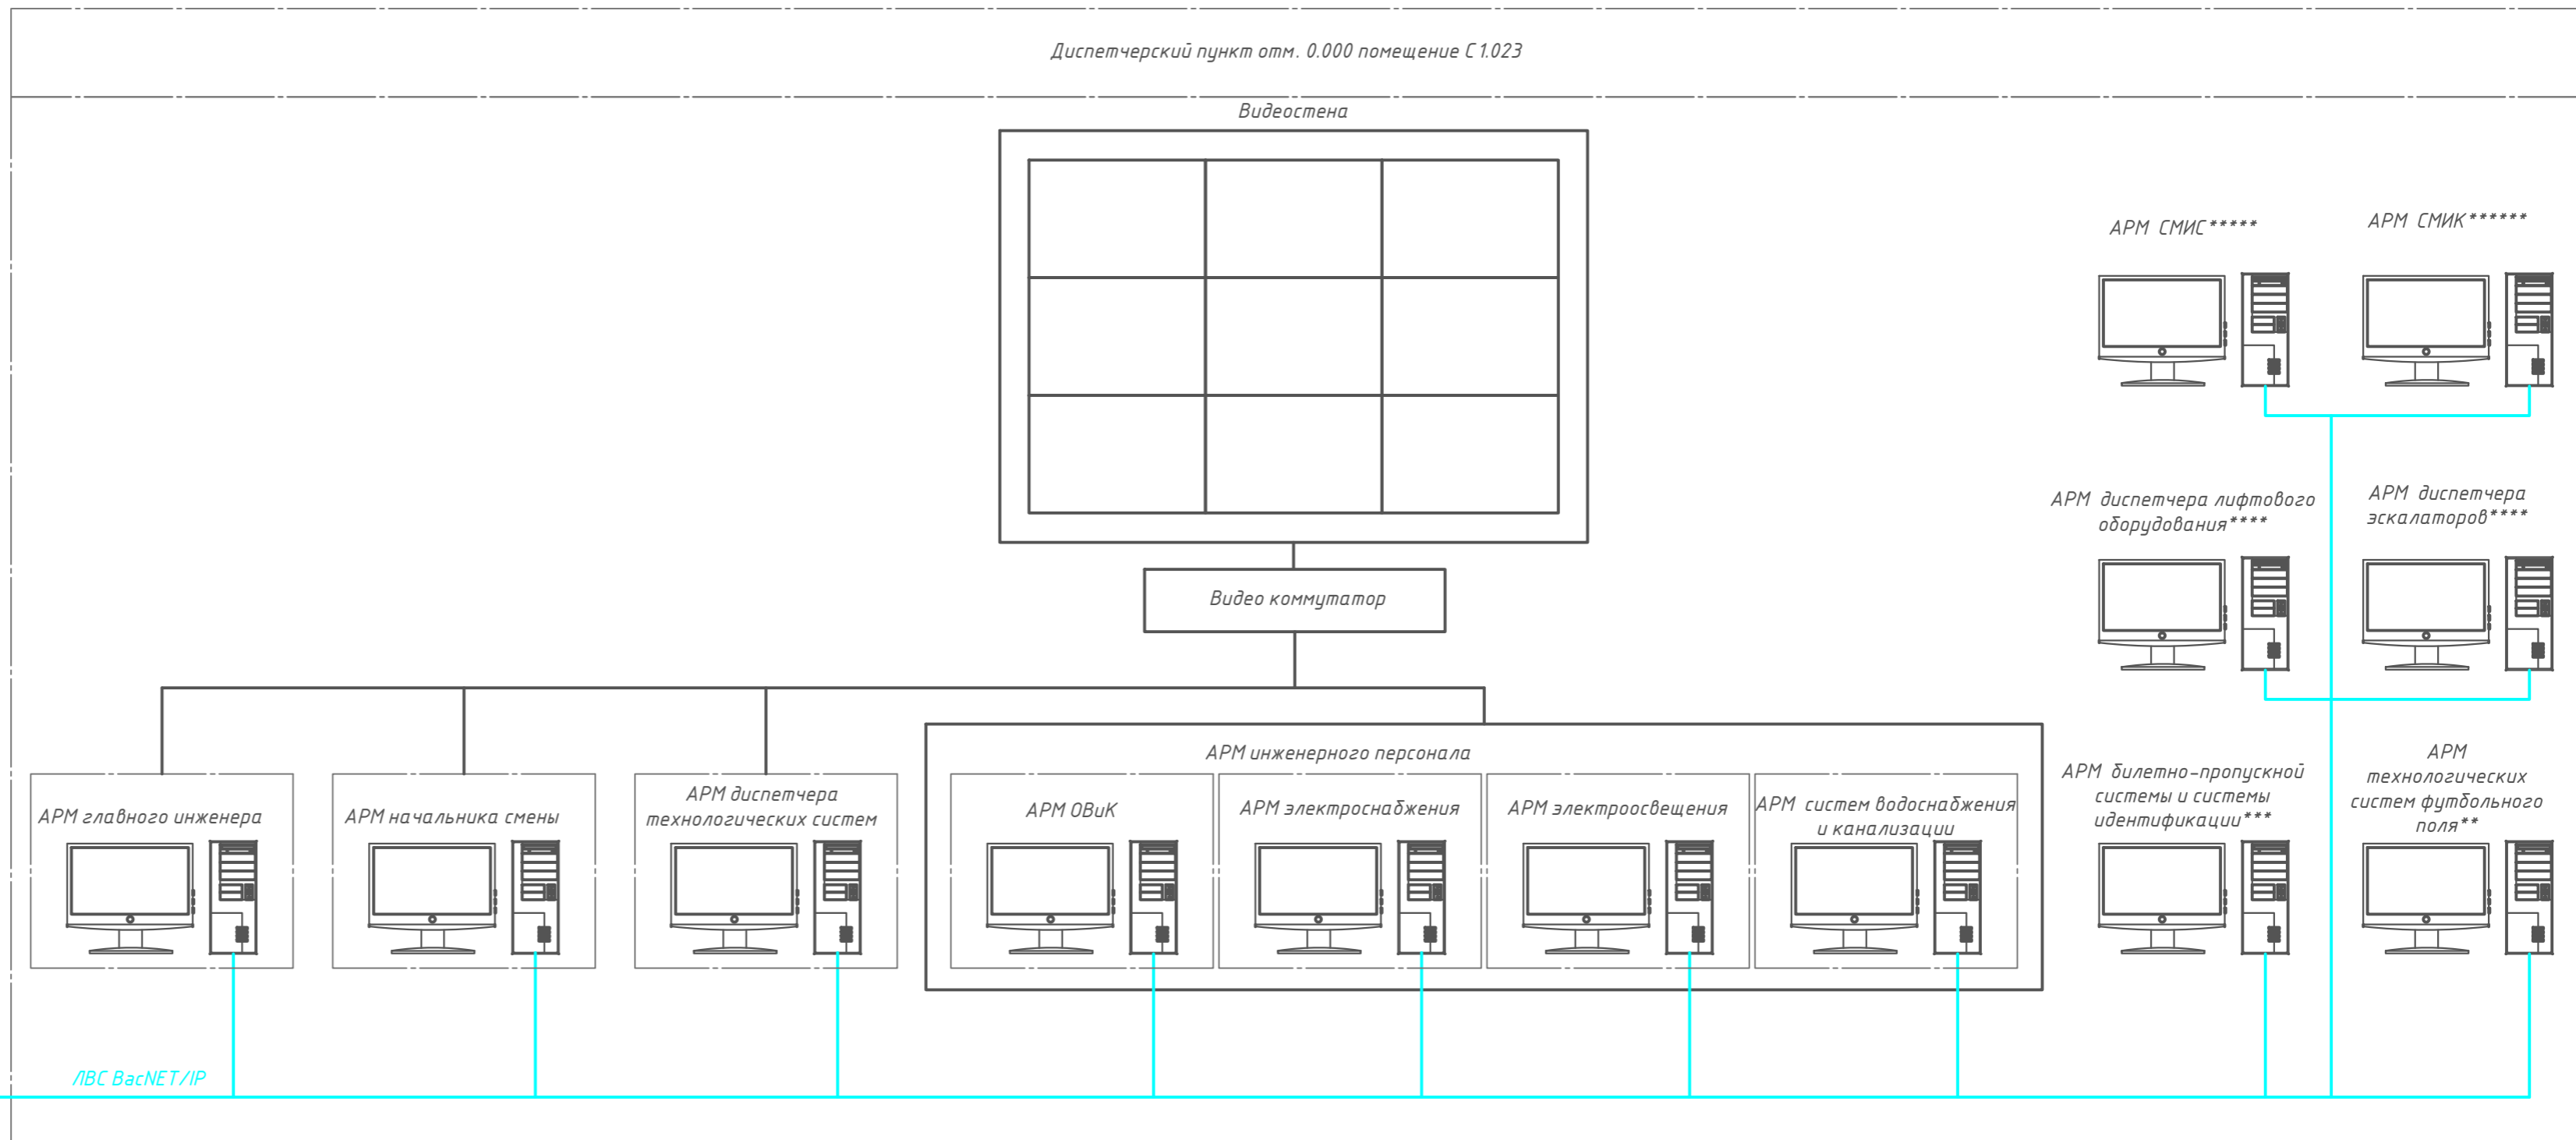 Диспетчерский пункт отм. 0.000 помещение С1.023
Видеостена
АРМ СМИС*****
АРМ СМИК******
АРМ диспетчера лифтового
оборудования****
АРМ диспетчера
эскалаторов****
Видео коммутатор
АРМ инженерного персонала
АРМ главного инженера
АРМ начальника смены
АРМ диспетчера
технологических систем
АРМ ОВиК
АРМ электроснабжения
АРМ электроосвещения
АРМ систем водоснабжения
и канализации
АРМ билетно-пропускной
системы и системы
идентификации***
АРМ
технологических
систем футбольного
поля**
ЛВС BacNET/IP